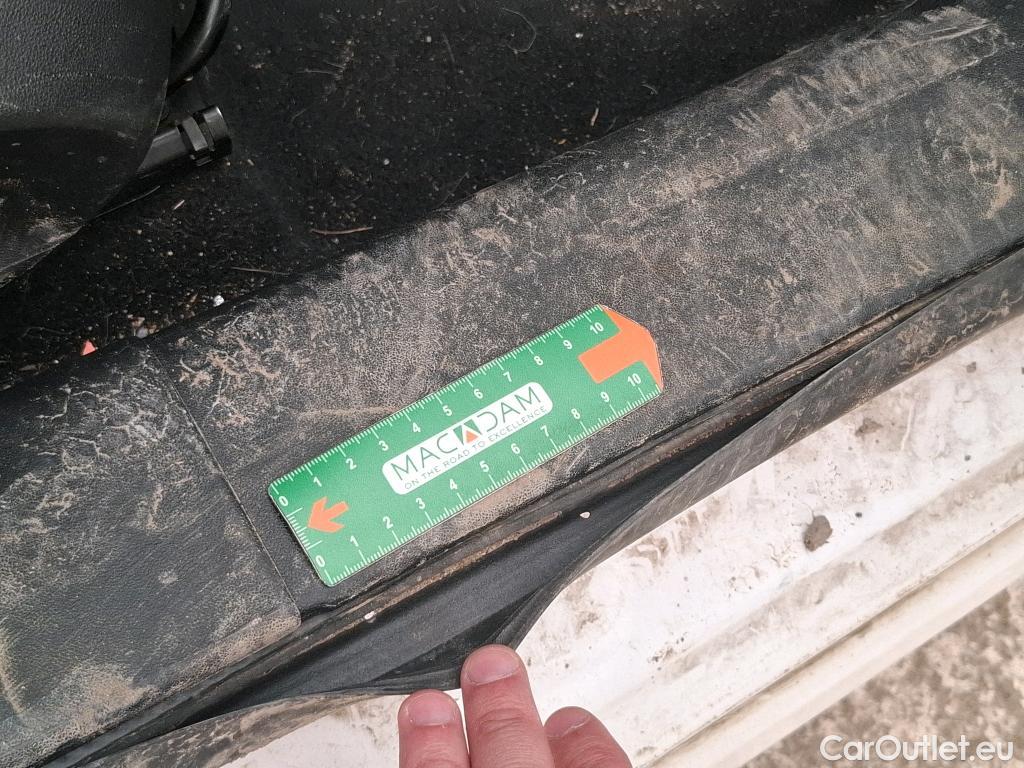 0 1 2 3 4 5 6 7 8 9 10
MACADAM
ON THE ROAD TO EXCELLENCE
0 1 2 3 4 5 6 7 8 9 10
CarOutlet.eu